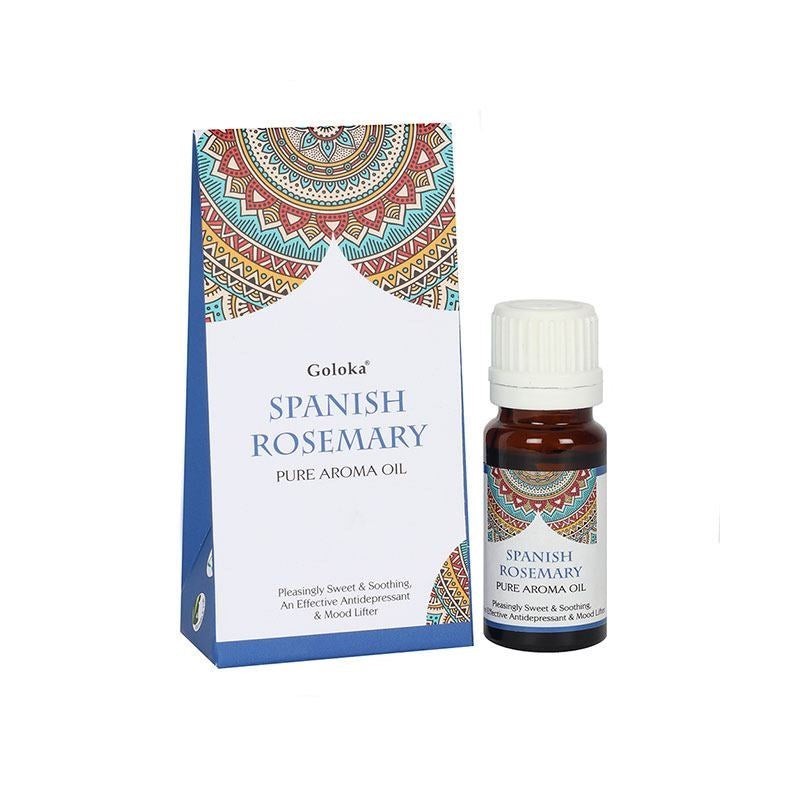 Goloka®
SPANISH
ROSEMARY
PURE AROMA OIL
Pleasingly Sweet & Soothing,
An Effective Antidepressant
& Mood Lifter
SPANISH
ROSEMARY
PURE AROMA OIL
Pleasingly Sweet & Soothing,
Effective Antidepressant & Mood Lifter